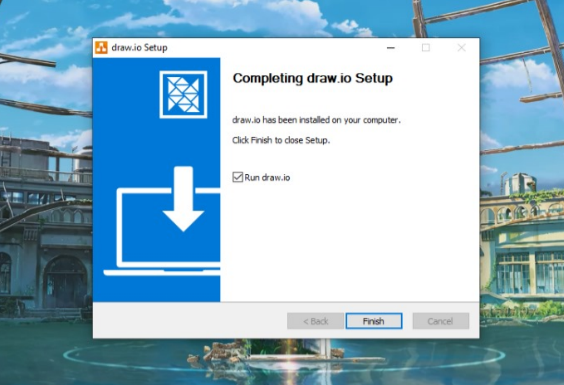 draw.io Setup
Completing draw.io Setup
draw.io has been installed on your computer.
Click Finish to close Setup.
Run draw.io
< Back
Finish
Cancel